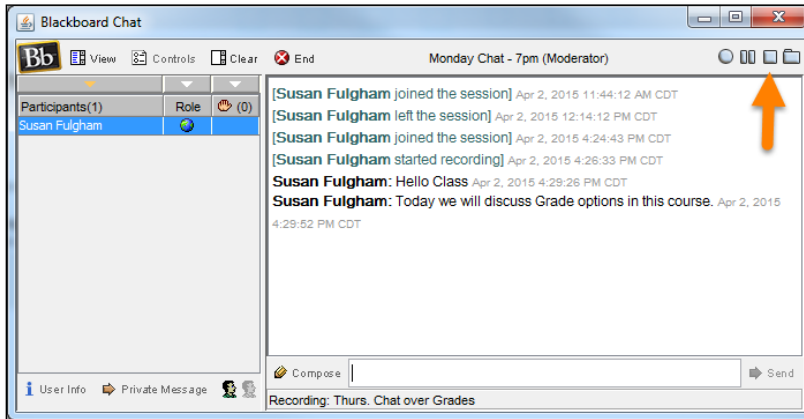 Blackboard Chat
Bb View Controls Clear End Monday Chat - 7pm (Moderator)
Participants(1) Role (0)
Susan Fulgham
[Susan Fulgham joined the session] Apr 2, 2015 11:44:12 AM CDT
[Susan Fulgham left the session] Apr 2, 2015 12:14:12 PM CDT
[Susan Fulgham joined the session] Apr 2, 2015 4:24:43 PM CDT
[Susan Fulgham started recording] Apr 2, 2015 4:26:33 PM CDT
Susan Fulgham: Hello Class Apr 2, 2015 4:29:26 PM CDT
Susan Fulgham: Today we will discuss Grade options in this course. Apr 2, 2015
4:29:52 PM CDT
Compose Send
User Info Private Message
Recording: Thurs. Chat over Grades